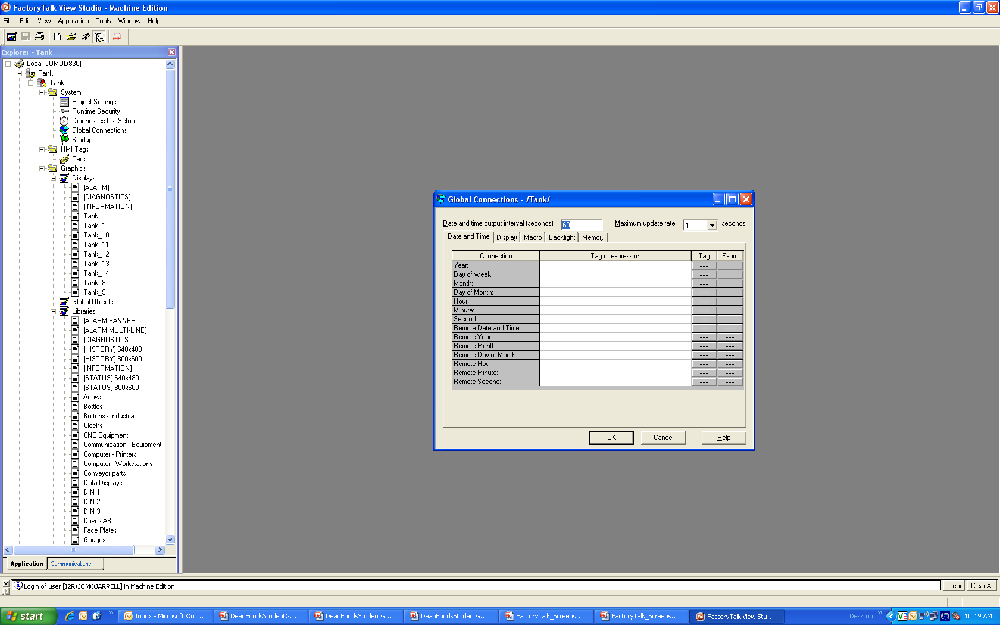 FactoryTalk View Studio - Machine Edition
File Edit View Application Tools Window Help
Explorer - Tank
Local (JOMOD830)
Tank
Tank
System
Project Settings
Runtime Security
Diagnostics List Setup
Global Connections
Startup
HMI Tags
Tags
Graphics
Displays
[ALARM]
[DIAGNOSTICS]
[INFORMATION]
Tank
Tank_1
Tank_10
Tank_11
Tank_12
Tank_13
Tank_14
Tank_8
Tank_9
Global Objects
Libraries
[ALARM BANNER]
[ALARM MULTI-LINE]
[DIAGNOSTICS]
[HISTORY] 640x480
[HISTORY] 800x600
[INFORMATION]
[STATUS] 640x480
[STATUS] 800x600
Arrows
Bottles
Buttons - Industrial
Clocks
CNC Equipment
Communication - Equipment
Computer - Printers
Computer - Workstations
Conveyor parts
Data Displays
DIN 1
DIN 2
DIN 3
Drives AB
Face Plates
Gauges
Application Communications
Global Connections - /Tank/
Date and time output interval (seconds): 60 Maximum update rate: 1 seconds
Date and Time Display Macro Backlight Memory
Connection Tag or expression Tag Exprn
Year: ...
Day of Week: ...
Month: ...
Day of Month: ...
Hour: ...
Minute: ...
Second: ...
Remote Date and Time: ... ...
Remote Year: ... ...
Remote Month: ... ...
Remote Day of Month: ... ...
Remote Hour: ... ...
Remote Minute: ... ...
Remote Second: ... ...
OK Cancel Help
Login of user [I2R\JOMOJARRELL] in Machine Edition.
Clear Clear All
start Inbox - Microsoft Out... DeanFoodsStudentG... DeanFoodsStudentG... DeanFoodsStudentG... FactoryTalk_Screens... FactoryTalk_Screens... FactoryTalk View Stu... Desktop 10:19 AM